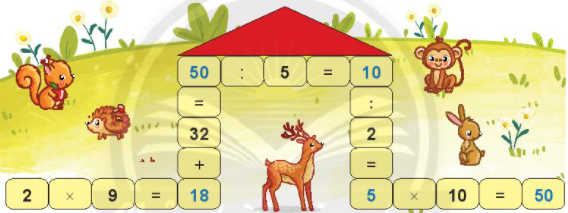 50 : 5 = 10
= :
32 2
+ =
2 × 9 = 18 5 × 10 = 50